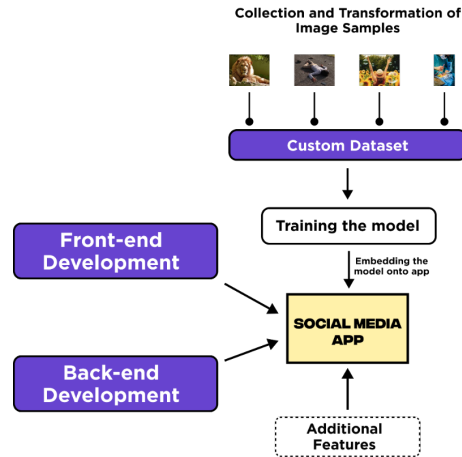 Collection and Transformation of
Image Samples
Custom Dataset
Training the model
Embedding the
model onto app
Front-end
Development
SOCIAL MEDIA
APP
Back-end
Development
Additional
Features